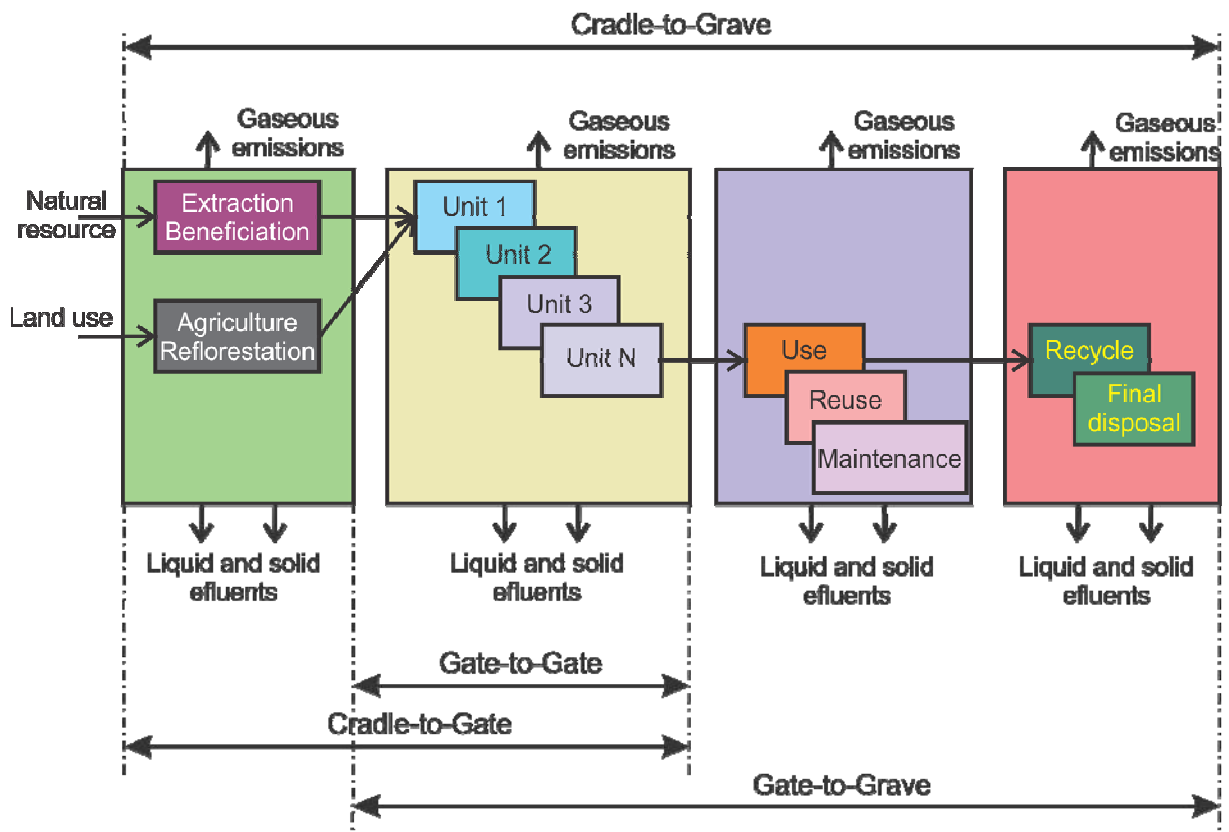 Cradle-to-Grave
Gaseous
emissions
Gaseous
emissions
Gaseous
emissions
Gaseous
emissions
Natural
resource
Extraction
Beneficiation
Land use
Agriculture
Reflorestation
Unit 1
Unit 2
Unit 3
Unit N
Use
Reuse
Maintenance
Recycle
Final
disposal
Liquid and solid
efluents
Liquid and solid
efluents
Liquid and solid
efluents
Liquid and solid
efluents
Gate-to-Gate
Cradle-to-Gate
Gate-to-Grave